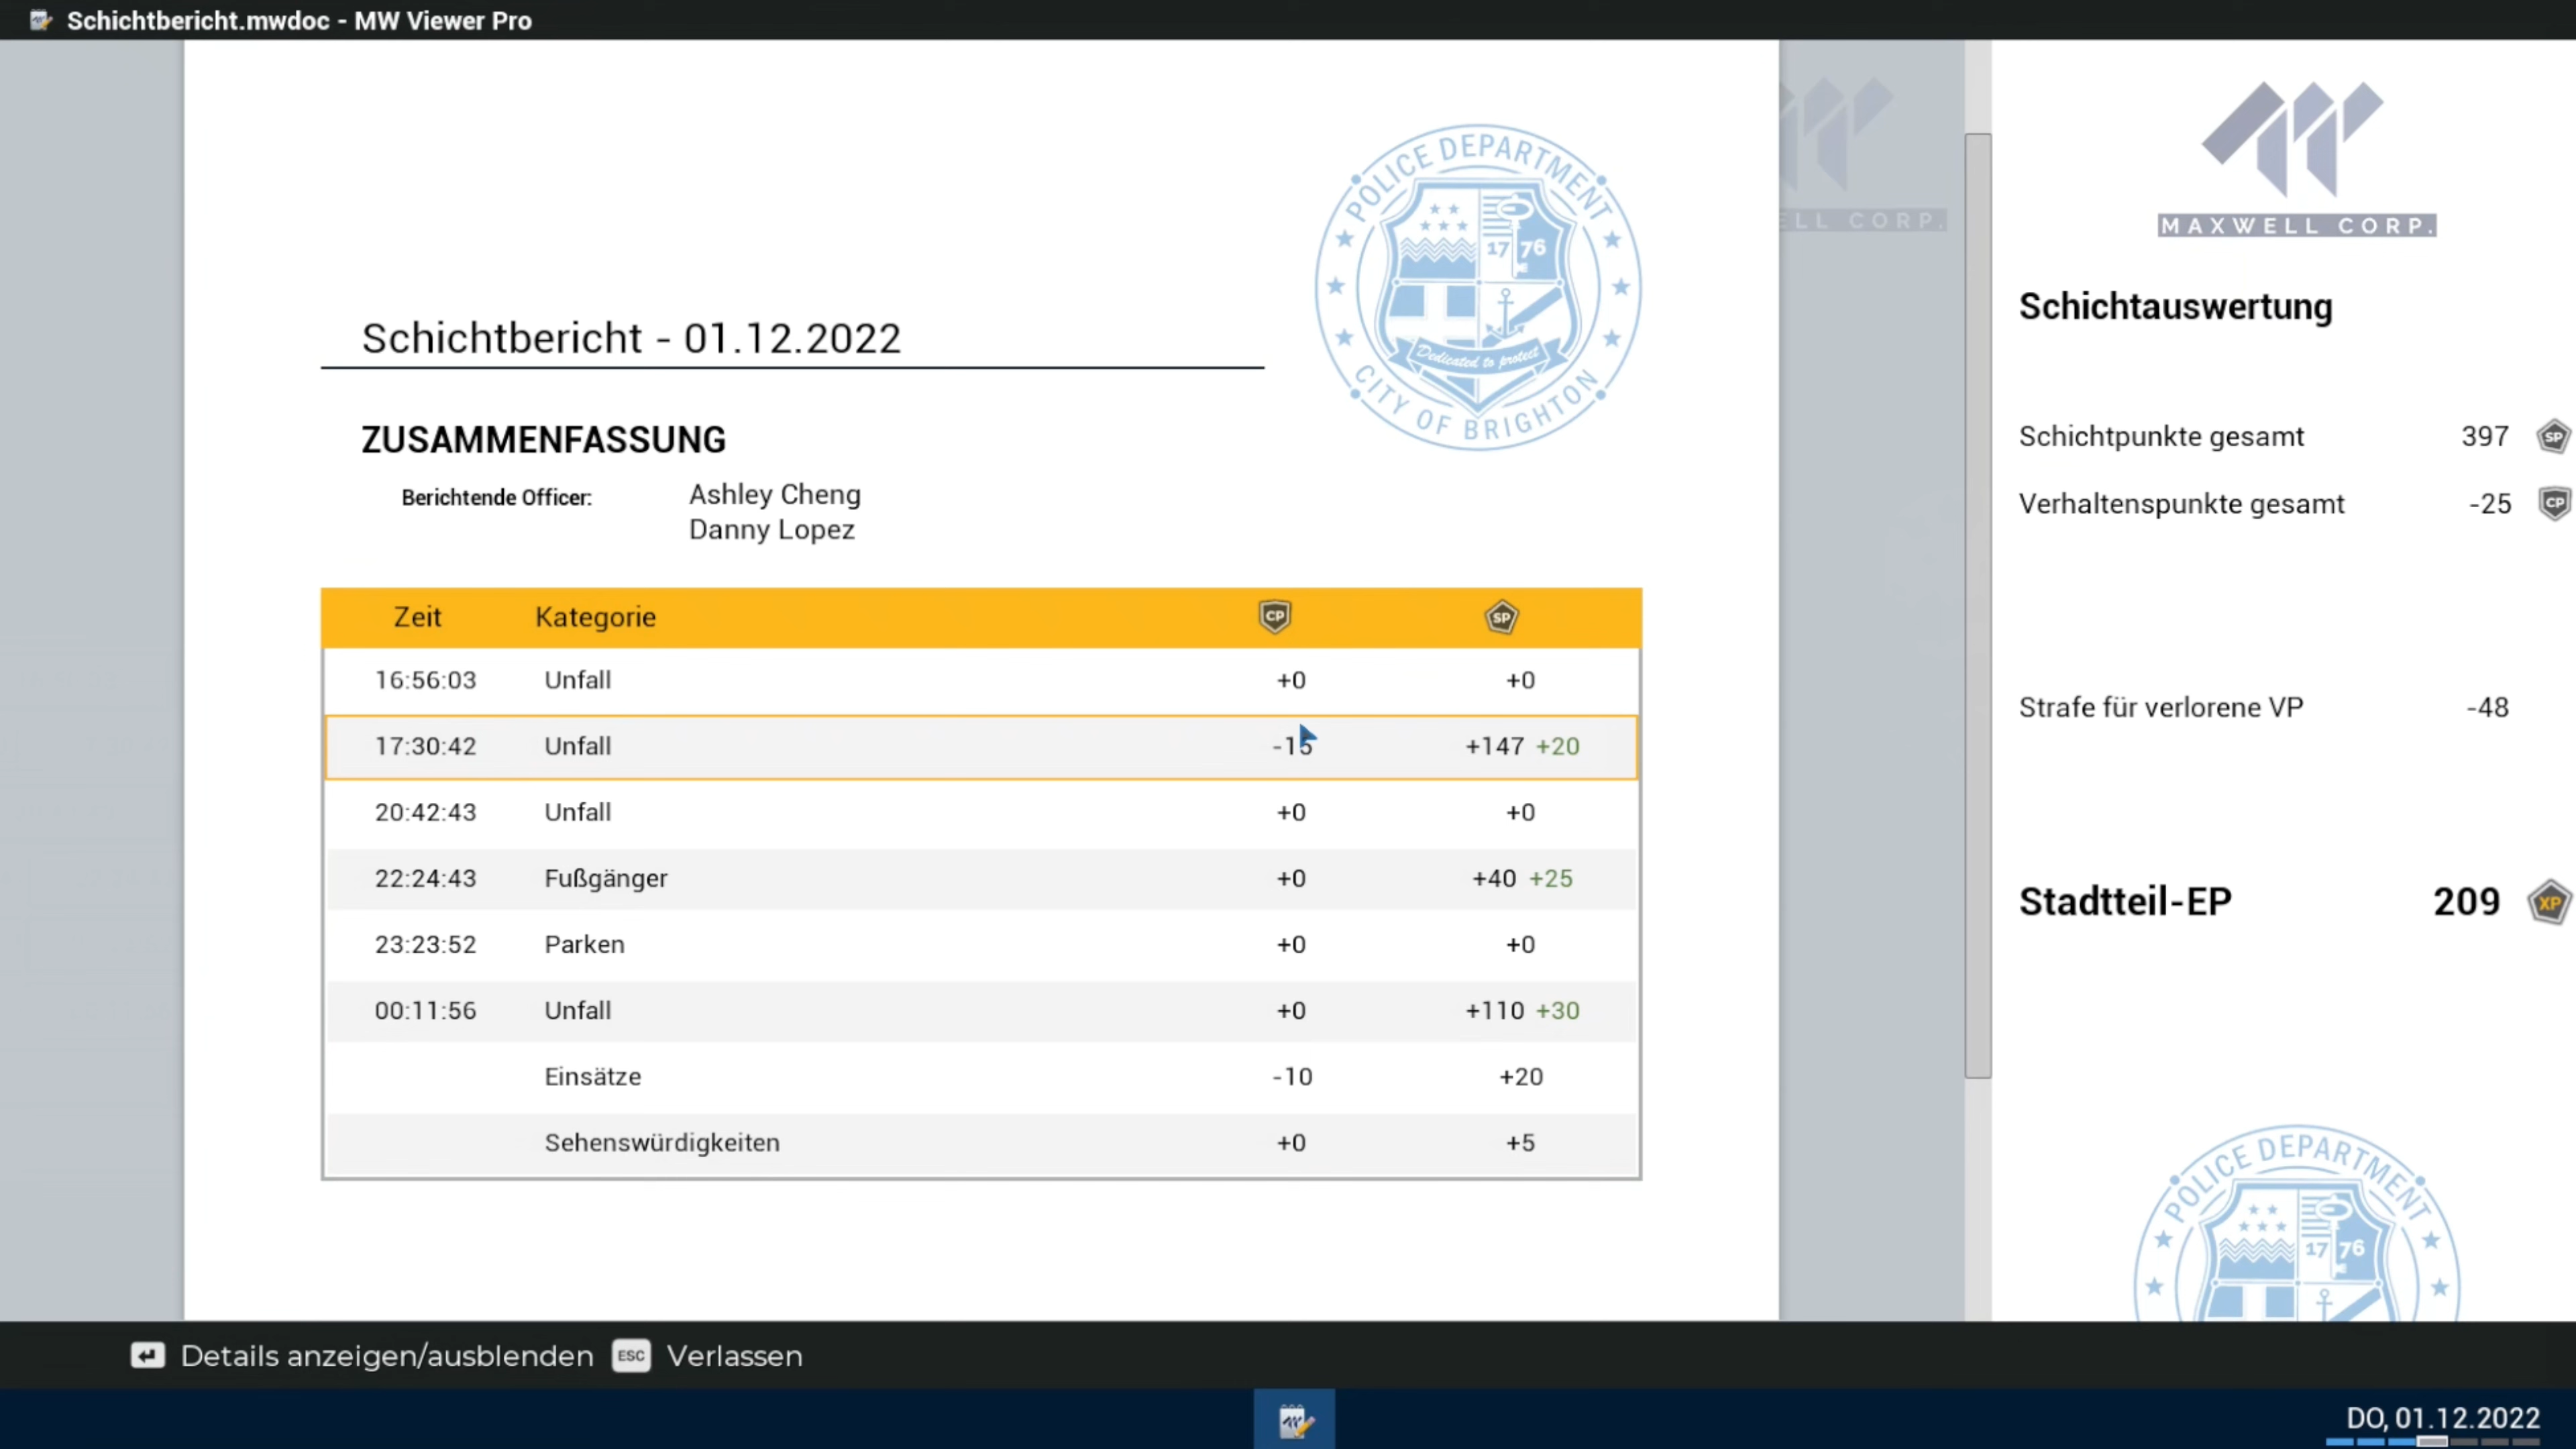 Schichtbericht.mwdoc - MW Viewer Pro
POLICE DEPARTMENT
17 76
Dedicated to protect
CITY OF BRIGHTON
ELL CORP.
Schichtbericht - 01.12.2022
ZUSAMMENFASSUNG
Berichtende Officer: Ashley Cheng
Danny Lopez
Zeit Kategorie CP SP
16:56:03 Unfall +0 +0
17:30:42 Unfall -15 +147 +20
20:42:43 Unfall +0 +0
22:24:43 Fußgänger +0 +40 +25
23:23:52 Parken +0 +0
00:11:56 Unfall +0 +110 +30
Einsätze -10 +20
Sehenswürdigkeiten +0 +5
MAXWELL CORP.
Schichtauswertung
Schichtpunkte gesamt 397 SP
Verhaltenspunkte gesamt -25 CP
Strafe für verlorene VP -48
Stadtteil-EP 209 XP
POLICE DEPARTMENT
17 76
Details anzeigen/ausblenden ESC Verlassen
DO, 01.12.2022